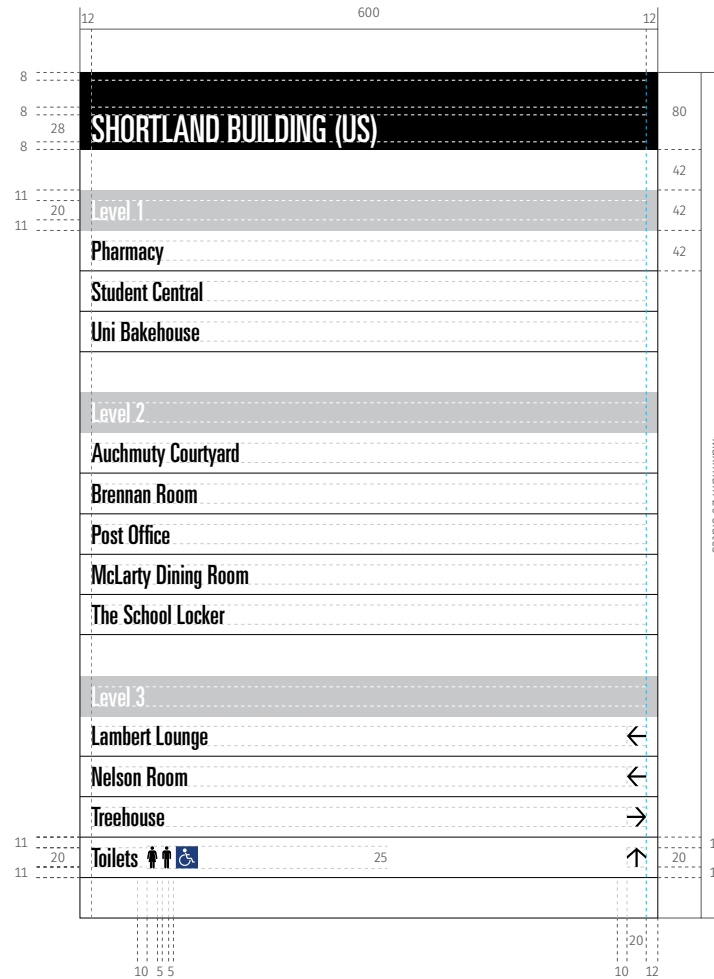 12 600 12
8
8 80
28 SHORTLAND BUILDING (US)
8
42
11
20 Level 1 42
11
Pharmacy 42
Student Central
Uni Bakehouse
Level 2
Auchmuty Courtyard
Brennan Room
Post Office
McLarty Dining Room
The School Locker
Level 3
Lambert Lounge
Nelson Room
Treehouse
11
20 Toilets 25 20
11
20
10 5 5 10 12